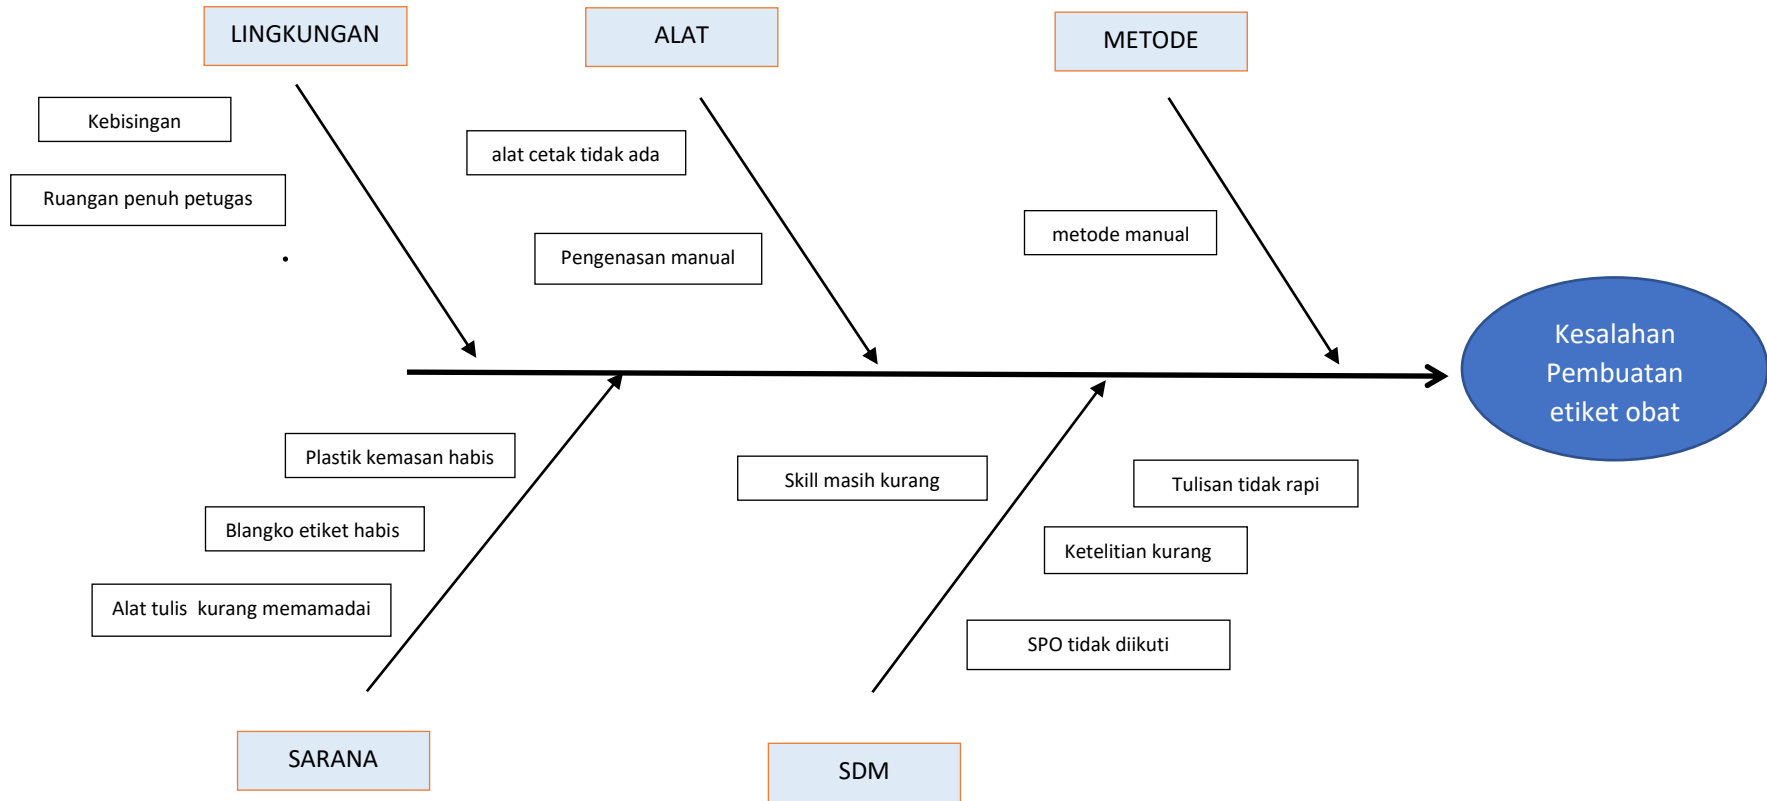 LINGKUNGAN
ALAT
METODE
Kebisingan
alat cetak tidak ada
Ruangan penuh petugas
metode manual
Pengenasan manual
Kesalahan
Pembuatan
etiket obat
Plastik kemasan habis
Skill masih kurang
Tulisan tidak rapi
Blangko etiket habis
Ketelitian kurang
Alat tulis  kurang memamadai
SPO tidak diikuti
SARANA
SDM